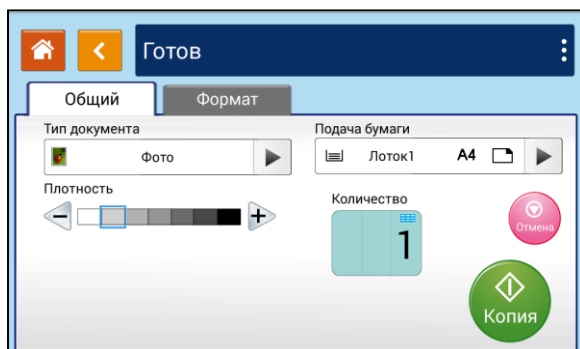 Готов
Общий
Формат
Тип документа
Подача бумаги
Фото
Лоток1 A4
Плотность
Количество
1
Отмена
Копия